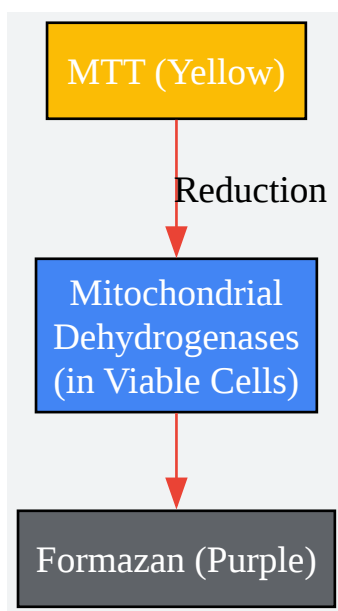 MTT (Yellow)
Reduction
Mitochondrial
Dehydrogenases
(in Viable Cells)
Formazan (Purple)